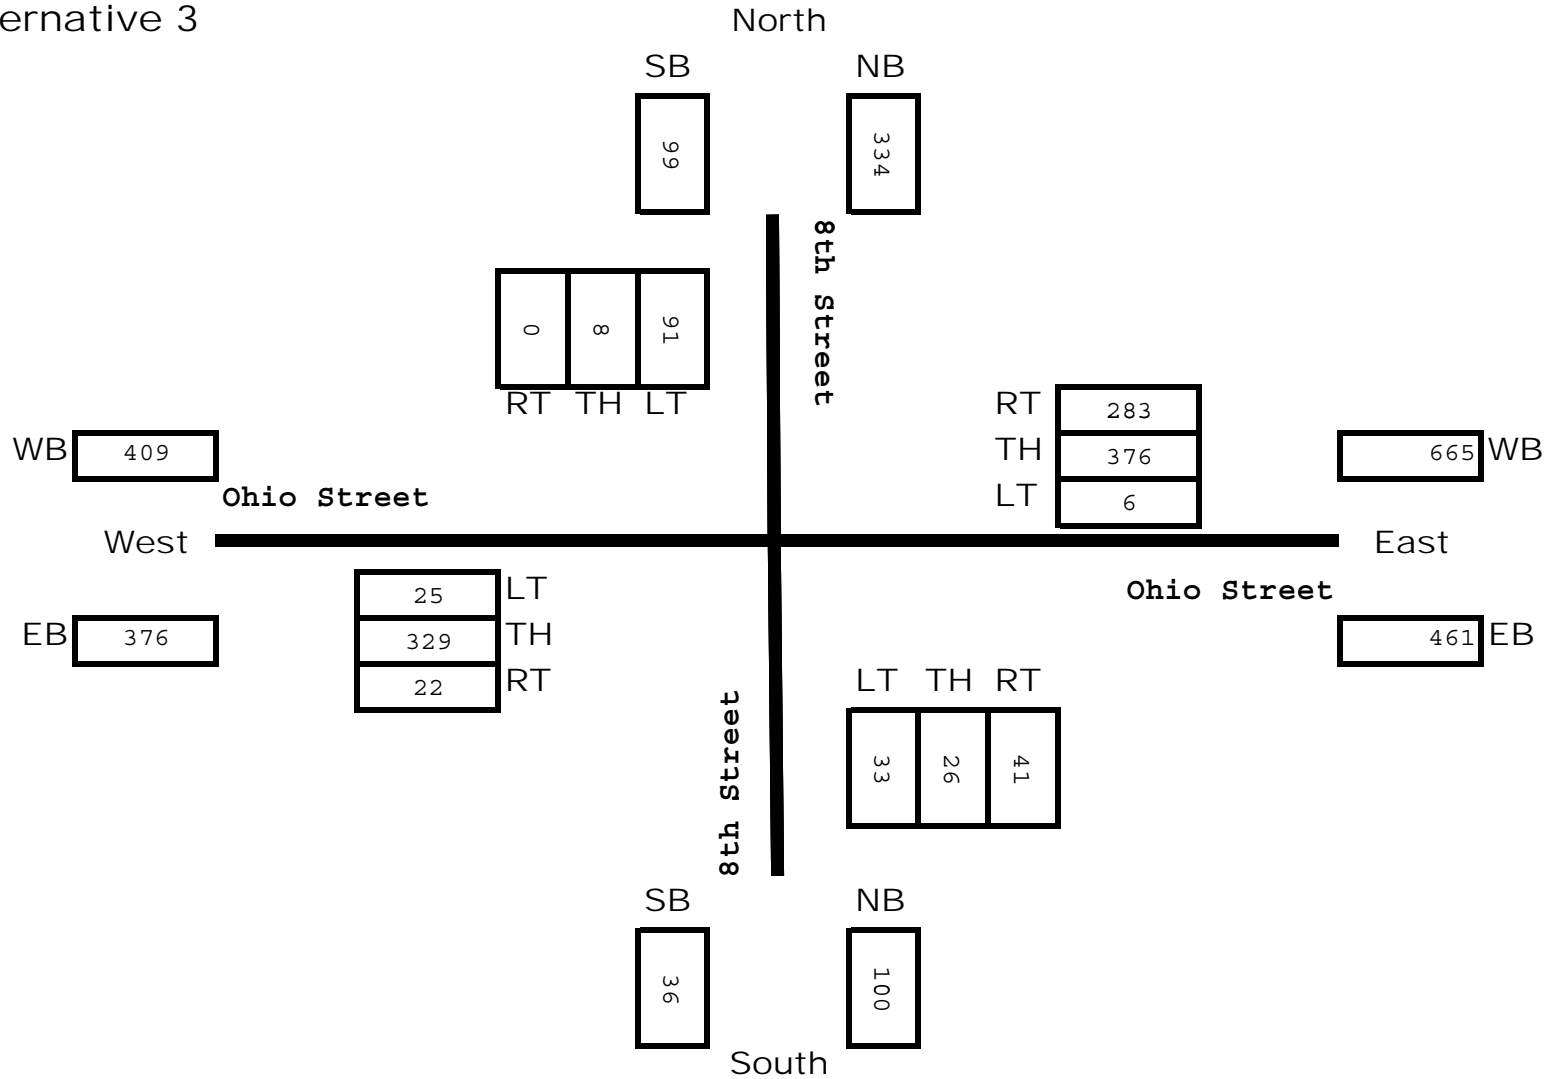 ernative 3
North
SB NB
99 334
8th Street
0 8 91
RT TH LT
RT 283
TH 376
LT 6
WB 409
665 WB
Ohio Street
West
East
25 LT
329 TH
22 RT
Ohio Street
EB 376
461 EB
LT TH RT
33 26 41
8th Street
SB NB
36 100
South